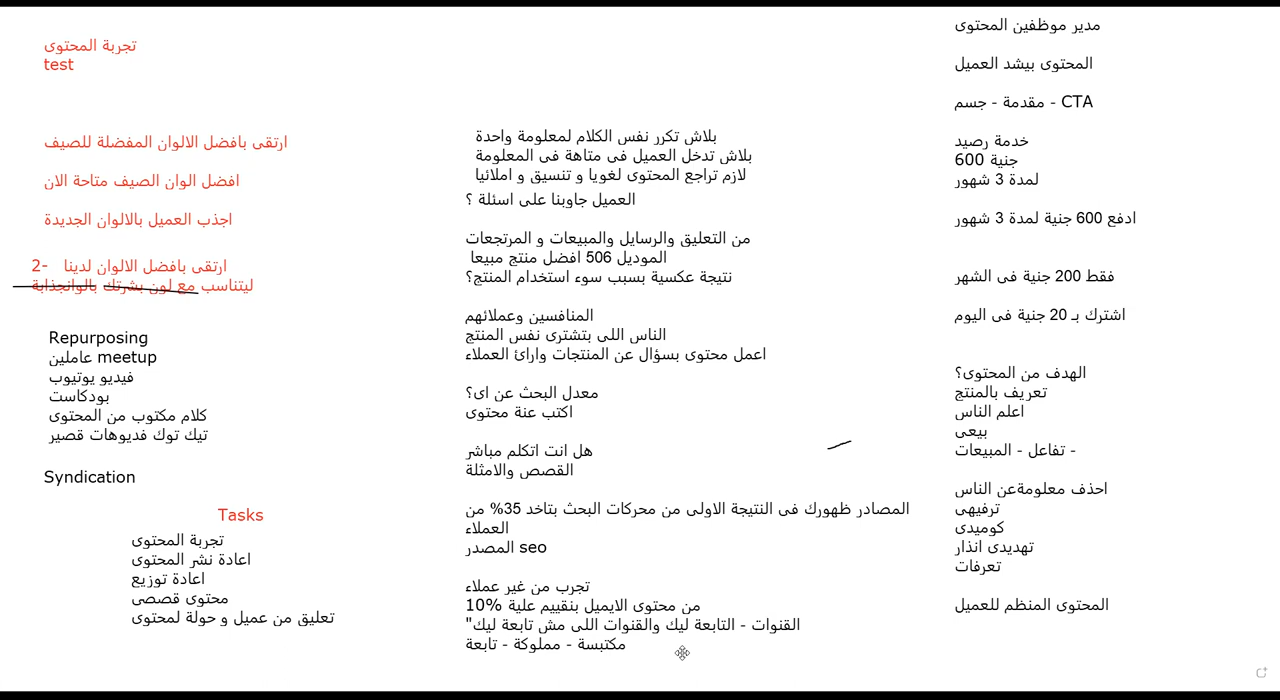 مدير موظفين المحتوى
المحتوى بيشد العميل
CTA - مقدمة - جسم
خدمة رصيد
600 جنية
لمدة 3 شهور
ادفع 600 جنية لمدة 3 شهور
فقط 200 جنية فى الشهر
اشترك بـ 20 جنية فى اليوم
الهدف من المحتوى؟
تعريف بالمنتج
اعلم الناس
بيعى
- تفاعل - المبيعات
احذف معلومةعن الناس
ترفيهى
كوميدى
تهديدى انذار
تعرفات
المحتوى المنظم للعميل
بلاش تكرر نفس الكلام لمعلومة واحدة
بلاش تدخل العميل فى متاهة فى المعلومة
لازم تراجع المحتوى لغويا و تنسيق و املائيا
العميل جاوبنا على اسئلة ؟
من التعليق والرسايل والمبيعات و المرتجعات
الموديل 506 افضل منتج مبيعا
نتيجة عكسية بسبب سوء استخدام المنتج؟
المنافسين وعملائهم
الناس اللى بتشترى نفس المنتج
اعمل محتوى بسؤال عن المنتجات وارائ العملاء
معدل البحث عن اى؟
اكتب عنة محتوى
هل انت اتكلم مباشر
القصص والامثلة
المصادر ظهورك فى النتيجة الاولى من محركات البحث بتاخد 35% من
العملاء
المصدر seo
تجرب من غير عملاء
10% من محتوى الايميل بنقييم علية
"القنوات - التابعة ليك والقنوات اللى مش تابعة ليك
مكتبسة - مملوكة - تابعة
تجربة المحتوى
test
ارتقى بافضل الالوان المفضلة للصيف
افضل الوان الصيف متاحة الان
اجذب العميل بالالوان الجديدة
2- ارتقى بافضل الالوان لدينا
ليتناسب مع لون بشرتك بالوانجذابة
Repurposing
عاملين meetup
فيديو يوتيوب
بودكاست
كلام مكتوب من المحتوى
تيك توك فديوهات قصير
Syndication
Tasks
تجربة المحتوى
اعادة نشر المحتوى
اعادة توزيع
محتوى قصصى
تعليق من عميل و حولة لمحتوى